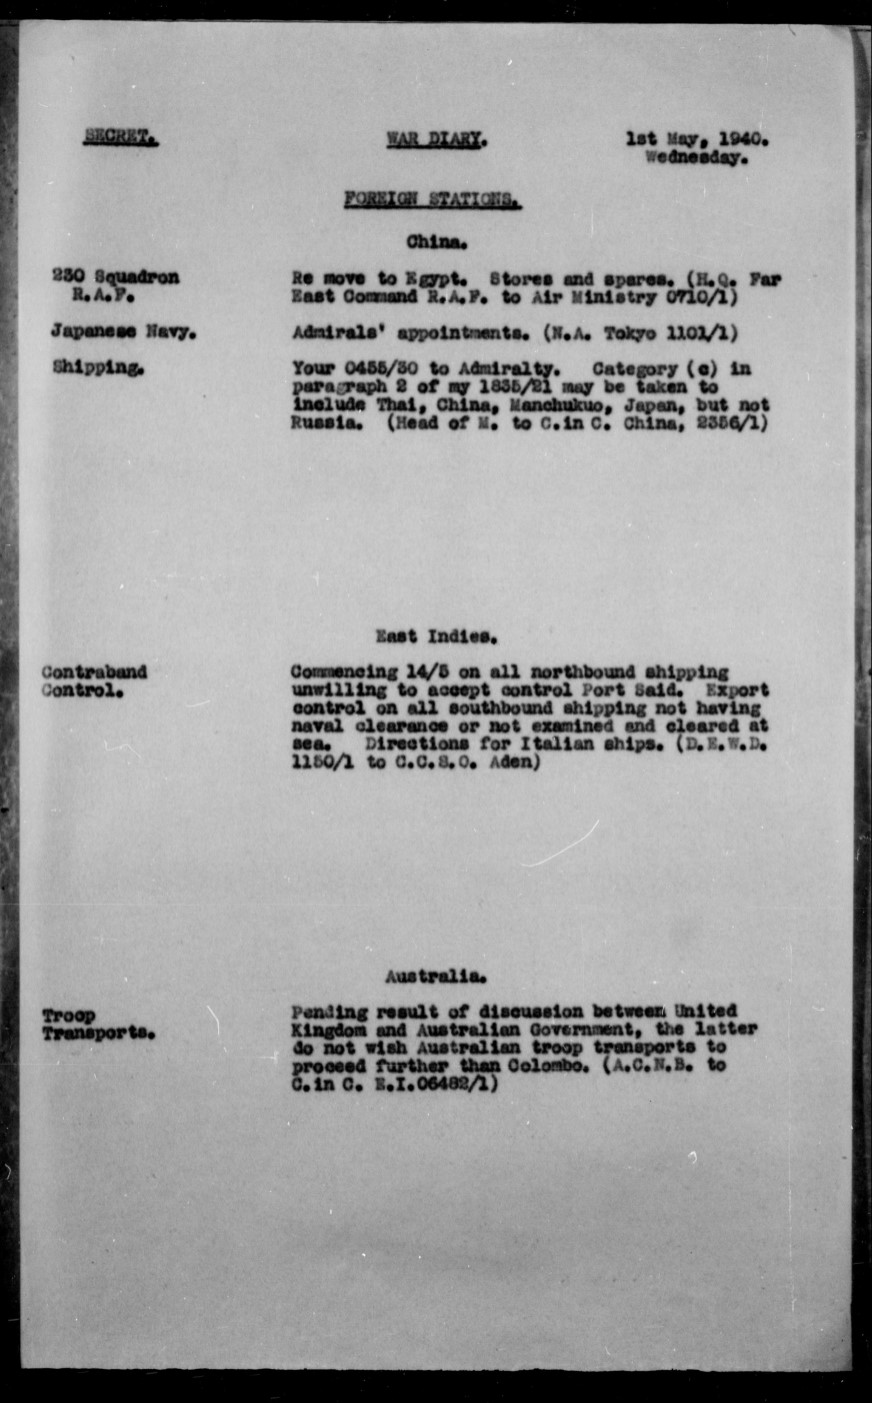 SECRET.
WAR DIARY.
1st May, 1940.
Wednesday.
FOREIGN STATIONS.
China.
230 Squadron
R.A.F.
Re move to Egypt. Stores and spares. (H.Q. Far
East Command R.A.F. to Air Ministry 0710/1)
Japanese Navy.
Admirals' appointments. (N.A. Tokyo 1101/1)
Shipping.
Your 0455/30 to Admiralty. Category (c) in
paragraph 2 of my 1835/21 may be taken to
include Thai, China, Manchukuo, Japan, but not
Russia. (Head of M. to C.in C. China, 2356/1)
East Indies.
Contraband
Control.
Commencing 14/5 on all northbound shipping
unwilling to accept control Port Said. Export
control on all southbound shipping not having
naval clearance or not examined and cleared at
sea. Directions for Italian ships. (D.E.W.D.
1150/1 to C.C.S.O. Aden)
Australia.
Troop
Transports.
Pending result of discussion between United
Kingdom and Australian Government, the latter
do not wish Australian troop transports to
proceed further than Colombo. (A.C.N.B. to
C.in C. E.I.06482/1)